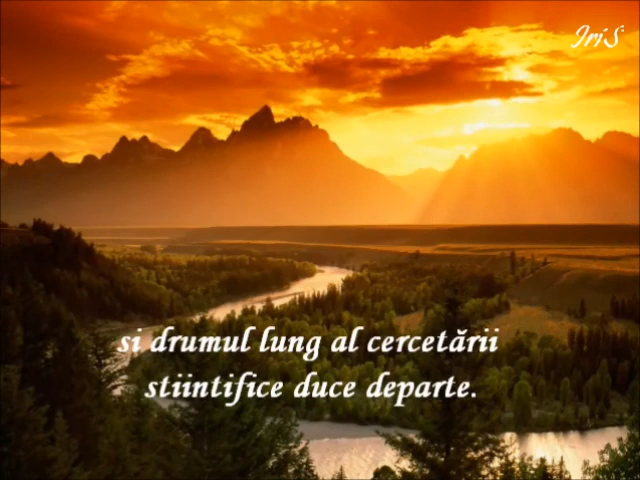 IriS
si drumul lung al cercetării
stiintifice duce departe.